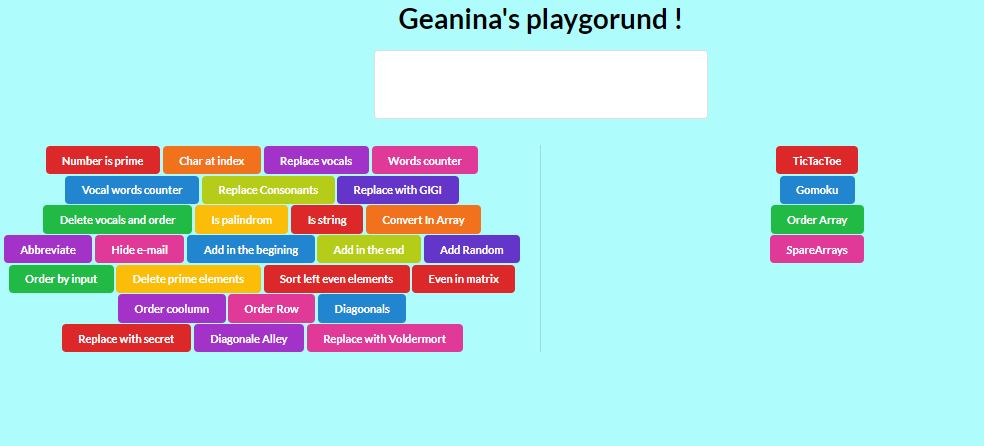 Geanina's playgorund !
Number is prime Char at index Replace vocals Words counter
Vocal words counter Replace Consonants Replace with GIGI
Delete vocals and order Is palindrom Is string Convert In Array
Abbreviate Hide e-mail Add in the begining Add in the end Add Random
Order by input Delete prime elements Sort left even elements Even in matrix
Order coolumn Order Row Diagoonals
Replace with secret Diagonale Alley Replace with Voldermort
TicTacToe
Gomoku
Order Array
SpareArrays